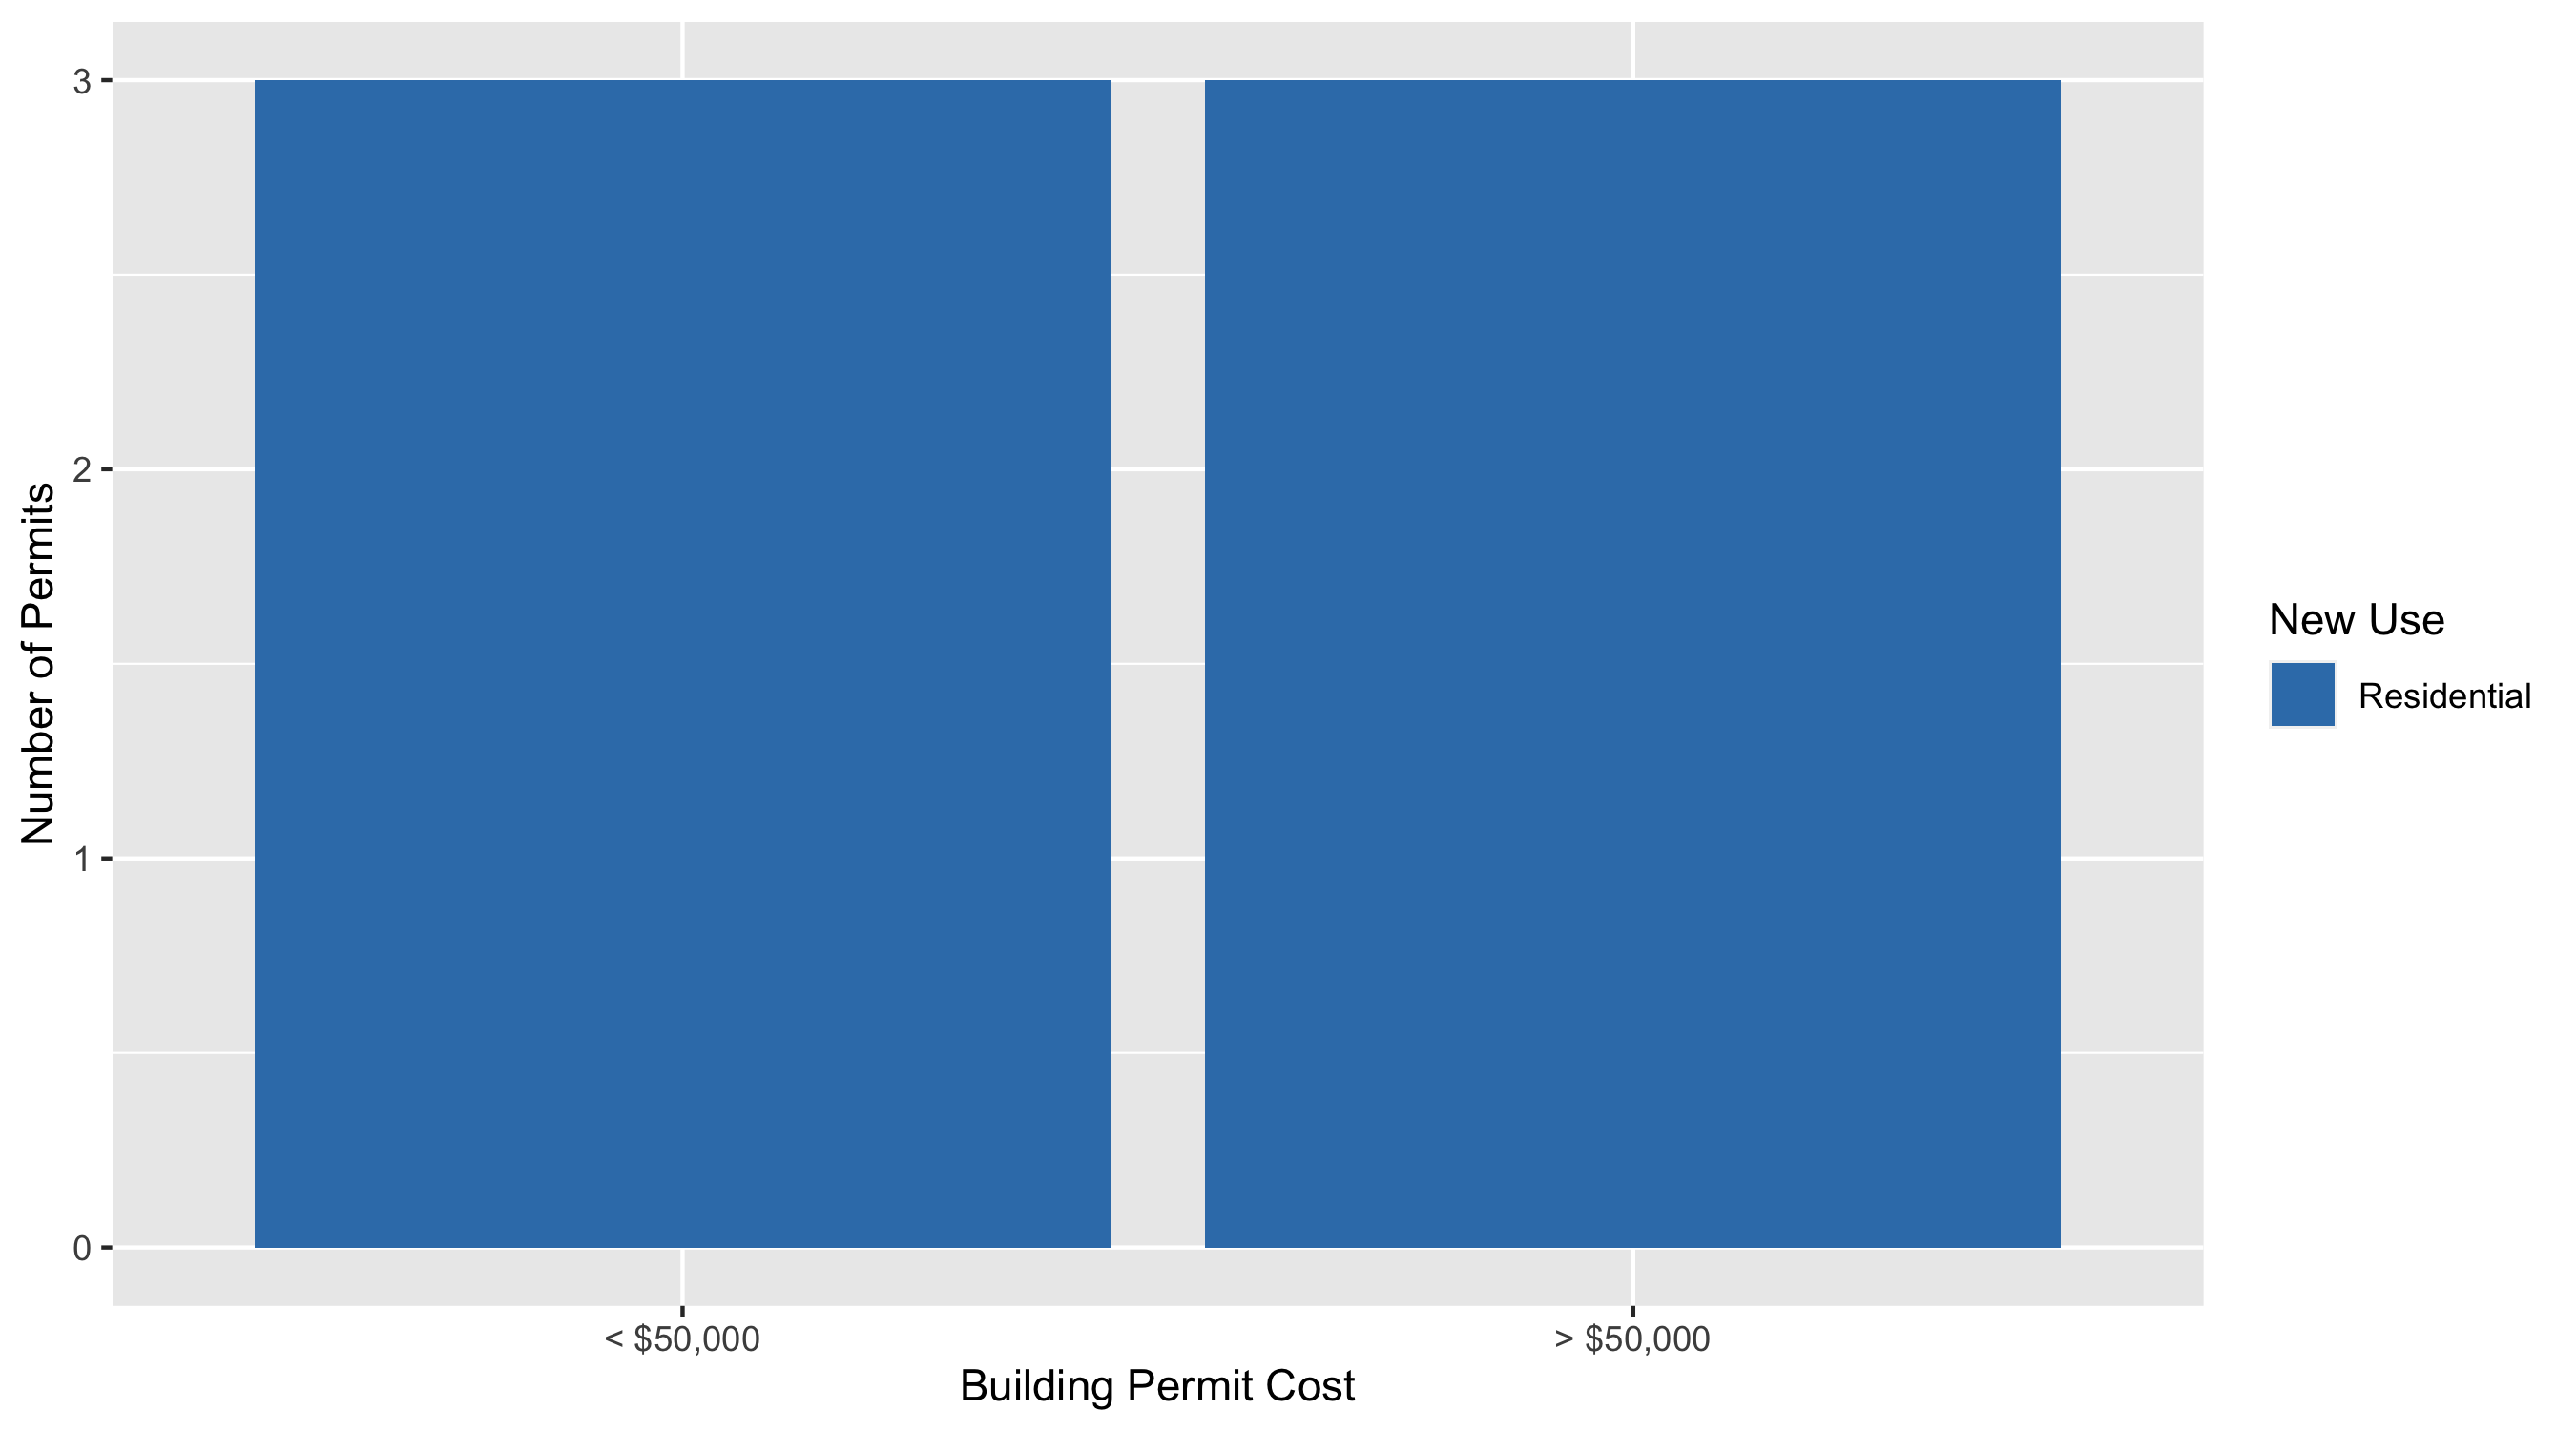 3
2
1
0
Number of Permits
< $50,000
> $50,000
Building Permit Cost
New Use
Residential